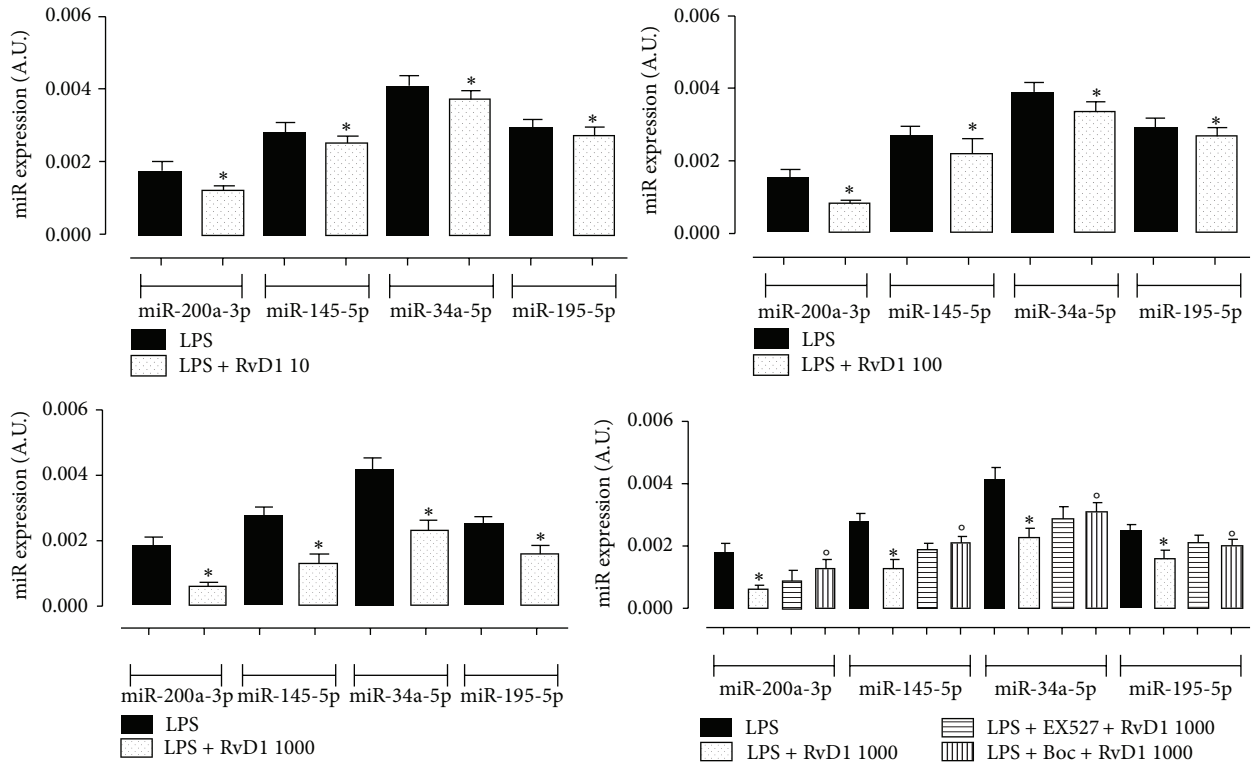 miR expression (A.U.)
0.006
0.004
0.002
0.000
* * * *
miR-200a-3p miR-145-5p miR-34a-5p miR-195-5p
LPS
LPS + RvD1 10
miR expression (A.U.)
0.006
0.004
0.002
0.000
* * * *
miR-200a-3p miR-145-5p miR-34a-5p miR-195-5p
LPS
LPS + RvD1 100
miR expression (A.U.)
0.006
0.004
0.002
0.000
* * * *
miR-200a-3p miR-145-5p miR-34a-5p miR-195-5p
LPS
LPS + RvD1 1000
miR expression (A.U.)
0.006
0.004
0.002
0.000
* ° * ° * ° * °
miR-200a-3p miR-145-5p miR-34a-5p miR-195-5p
LPS
LPS + RvD1 1000
LPS + EX527 + RvD1 1000
LPS + Boc + RvD1 1000